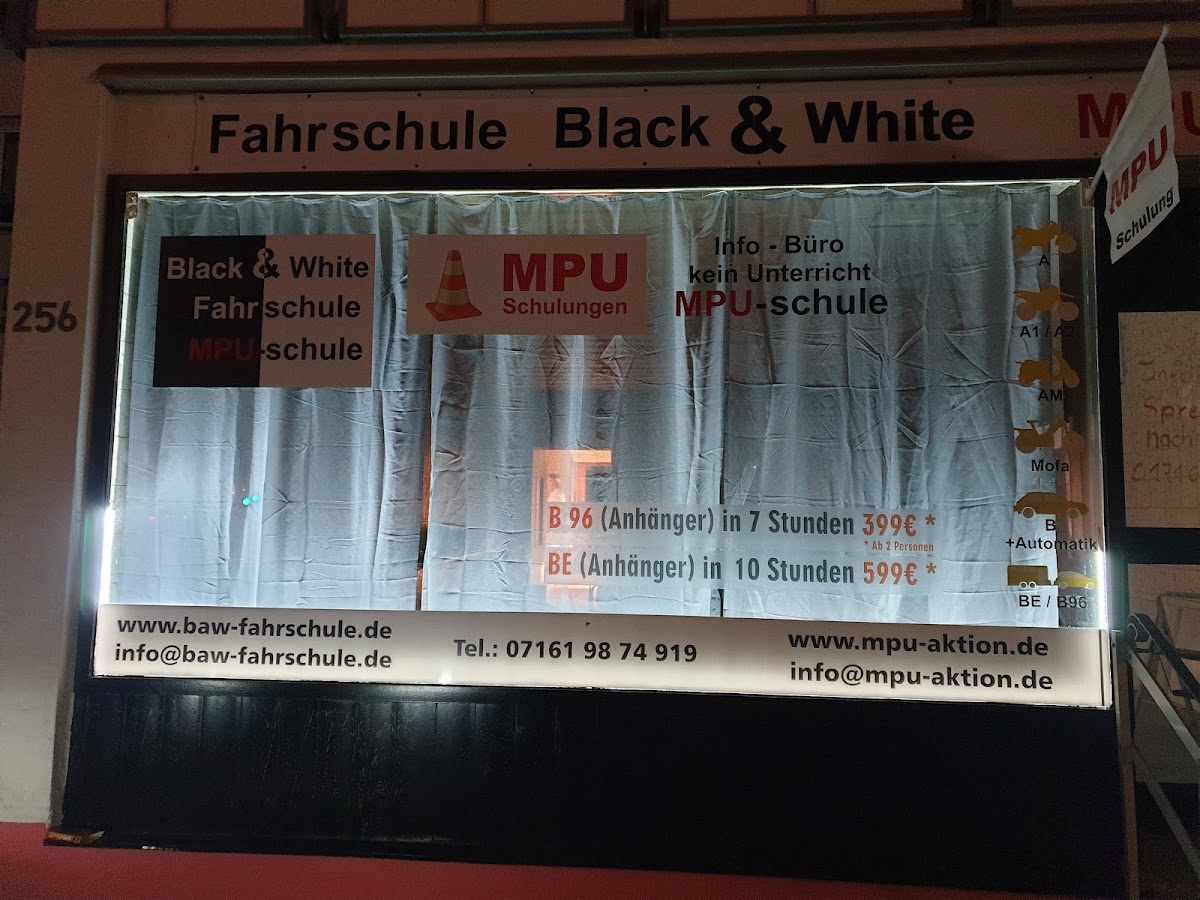 Fahrschule Black & White
MPU
Schulung
256
Black & White
Fahrschule
MPU-schule
MPU
Schulungen
Info - Büro
kein Unterricht
MPU-schule
A
A1 / A2
AM
Mofa
B
+Automatik
BE / B96
B 96 (Anhänger) in 7 Stunden 399€ *
* Ab 2 Personen
BE (Anhänger) in 10 Stunden 599€ *
www.baw-fahrschule.de
info@baw-fahrschule.de
Tel.: 07161 98 74 919
www.mpu-aktion.de
info@mpu-aktion.de